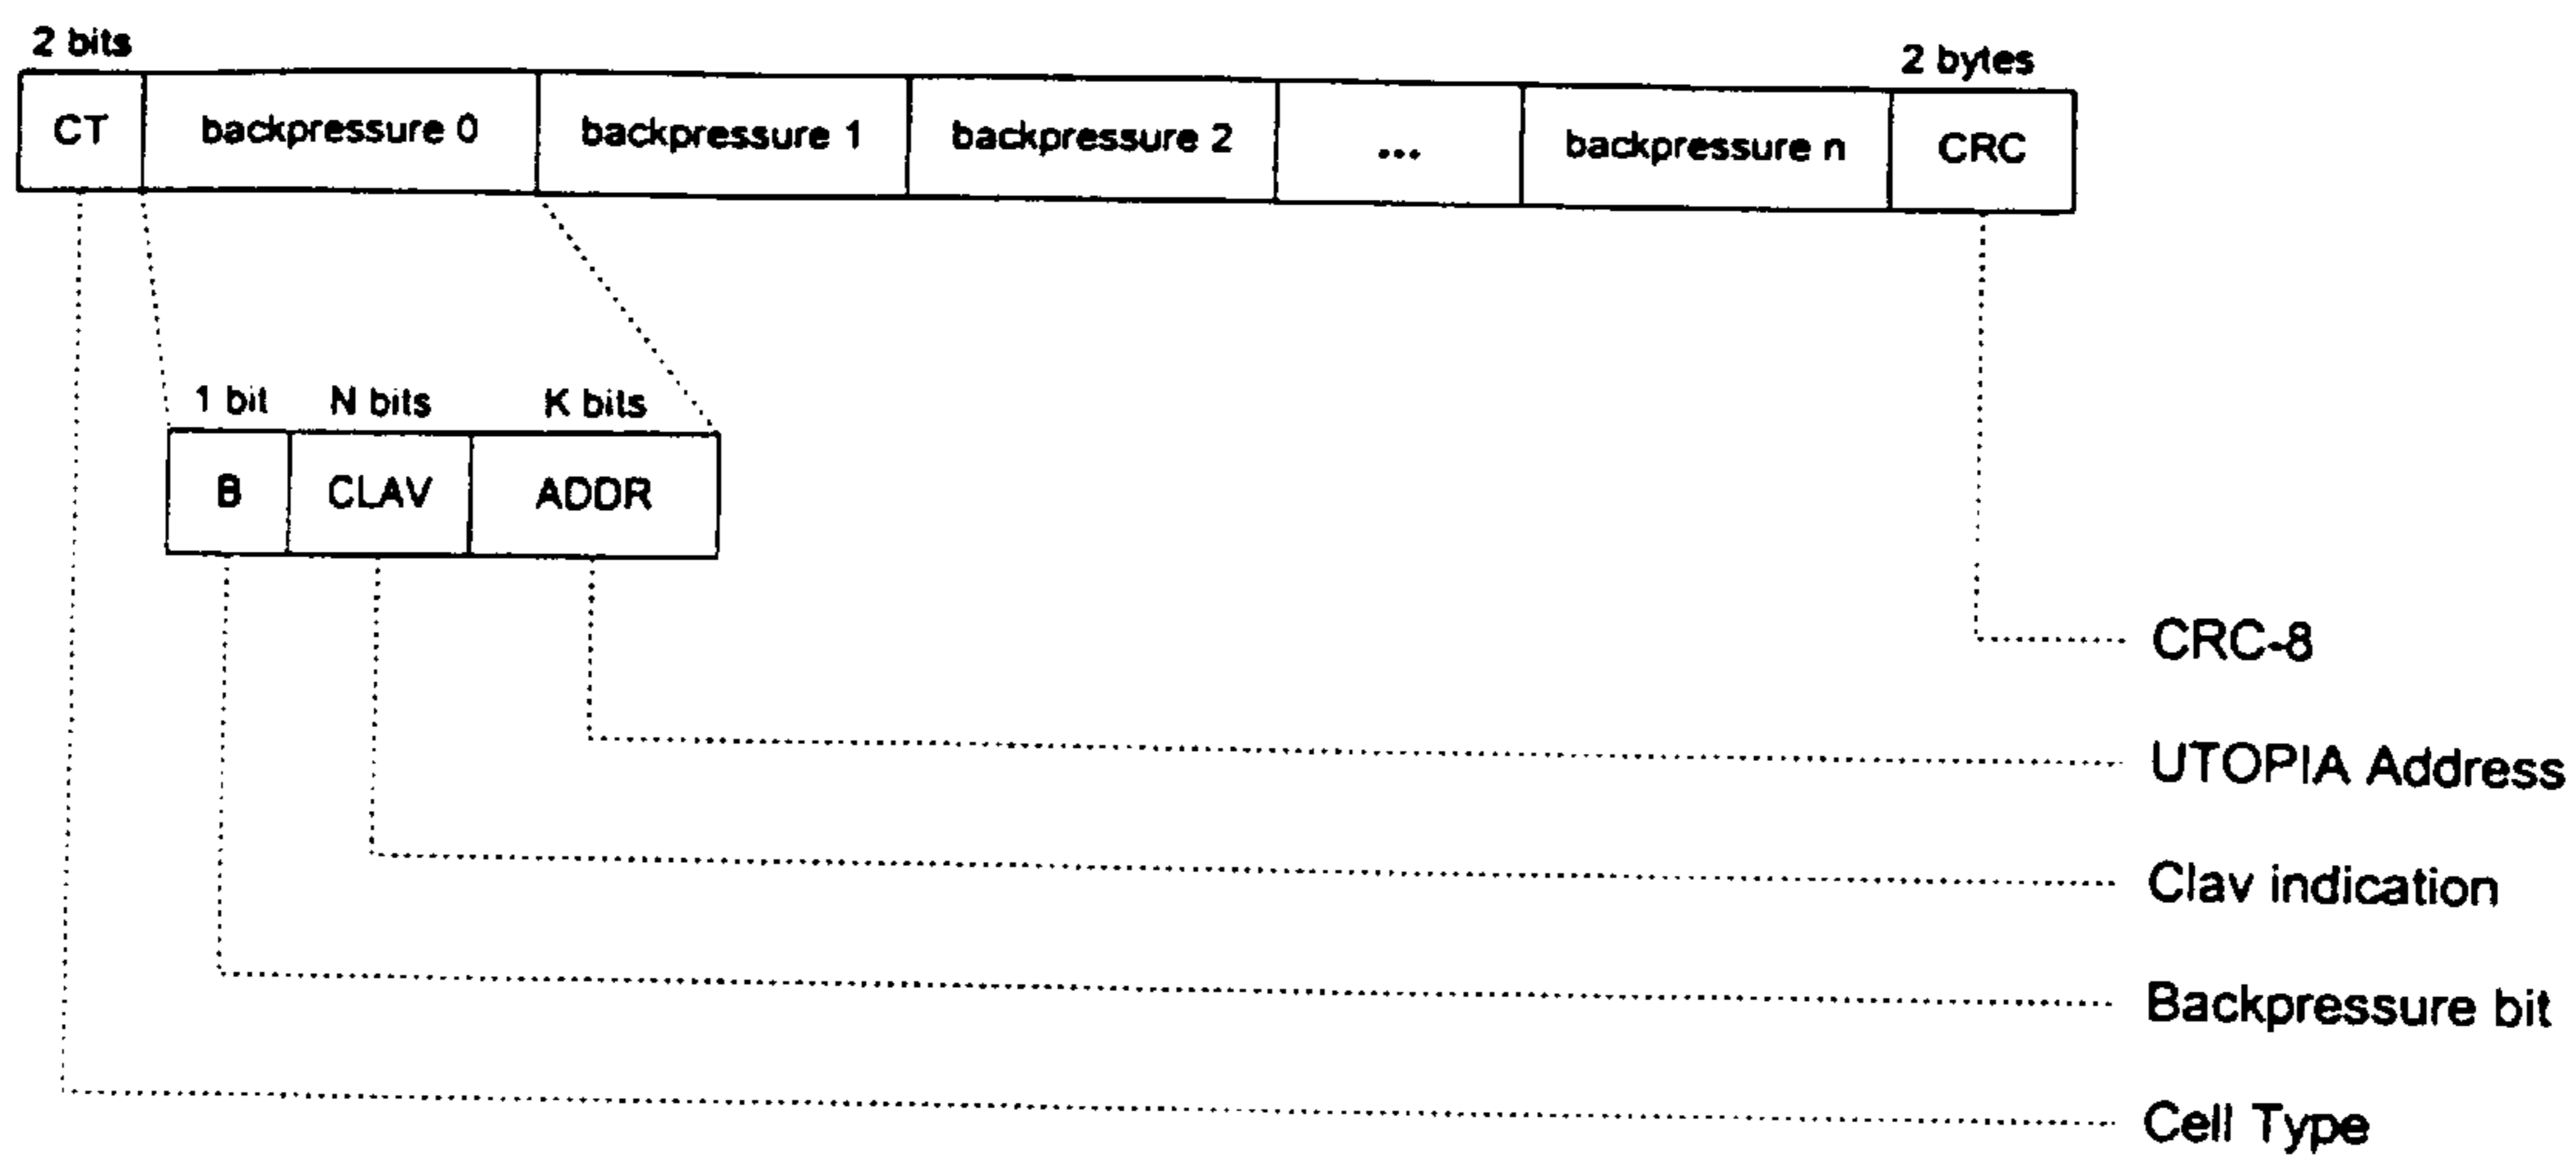 2 bits 2 bytes
CT backpressure 0 backpressure 1 backpressure 2 ... backpressure n CRC
1 bit N bits K bits
B CLAV ADDR
CRC-8
UTOPIA Address
Clav indication
Backpressure bit
Cell Type